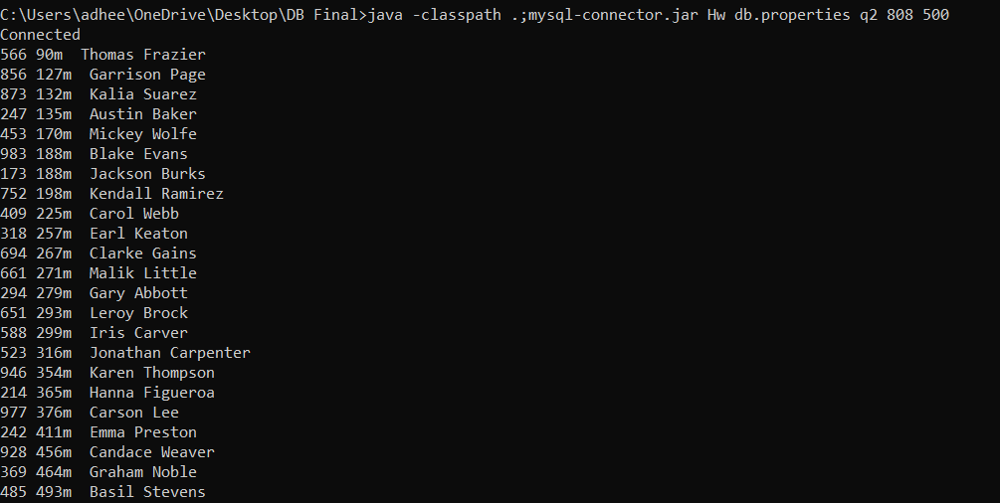 C:\Users\adhee\OneDrive\Desktop\DB Final>java -classpath .;mysql-connector.jar Hw db.properties q2 808 500
Connected
566 90m  Thomas Frazier
856 127m  Garrison Page
873 132m  Kalia Suarez
247 135m  Austin Baker
453 170m  Mickey Wolfe
983 188m  Blake Evans
173 188m  Jackson Burks
752 198m  Kendall Ramirez
409 225m  Carol Webb
318 257m  Earl Keaton
694 267m  Clarke Gains
661 271m  Malik Little
294 279m  Gary Abbott
651 293m  Leroy Brock
588 299m  Iris Carver
523 316m  Jonathan Carpenter
946 354m  Karen Thompson
214 365m  Hanna Figueroa
977 376m  Carson Lee
242 411m  Emma Preston
928 456m  Candace Weaver
369 464m  Graham Noble
485 493m  Basil Stevens